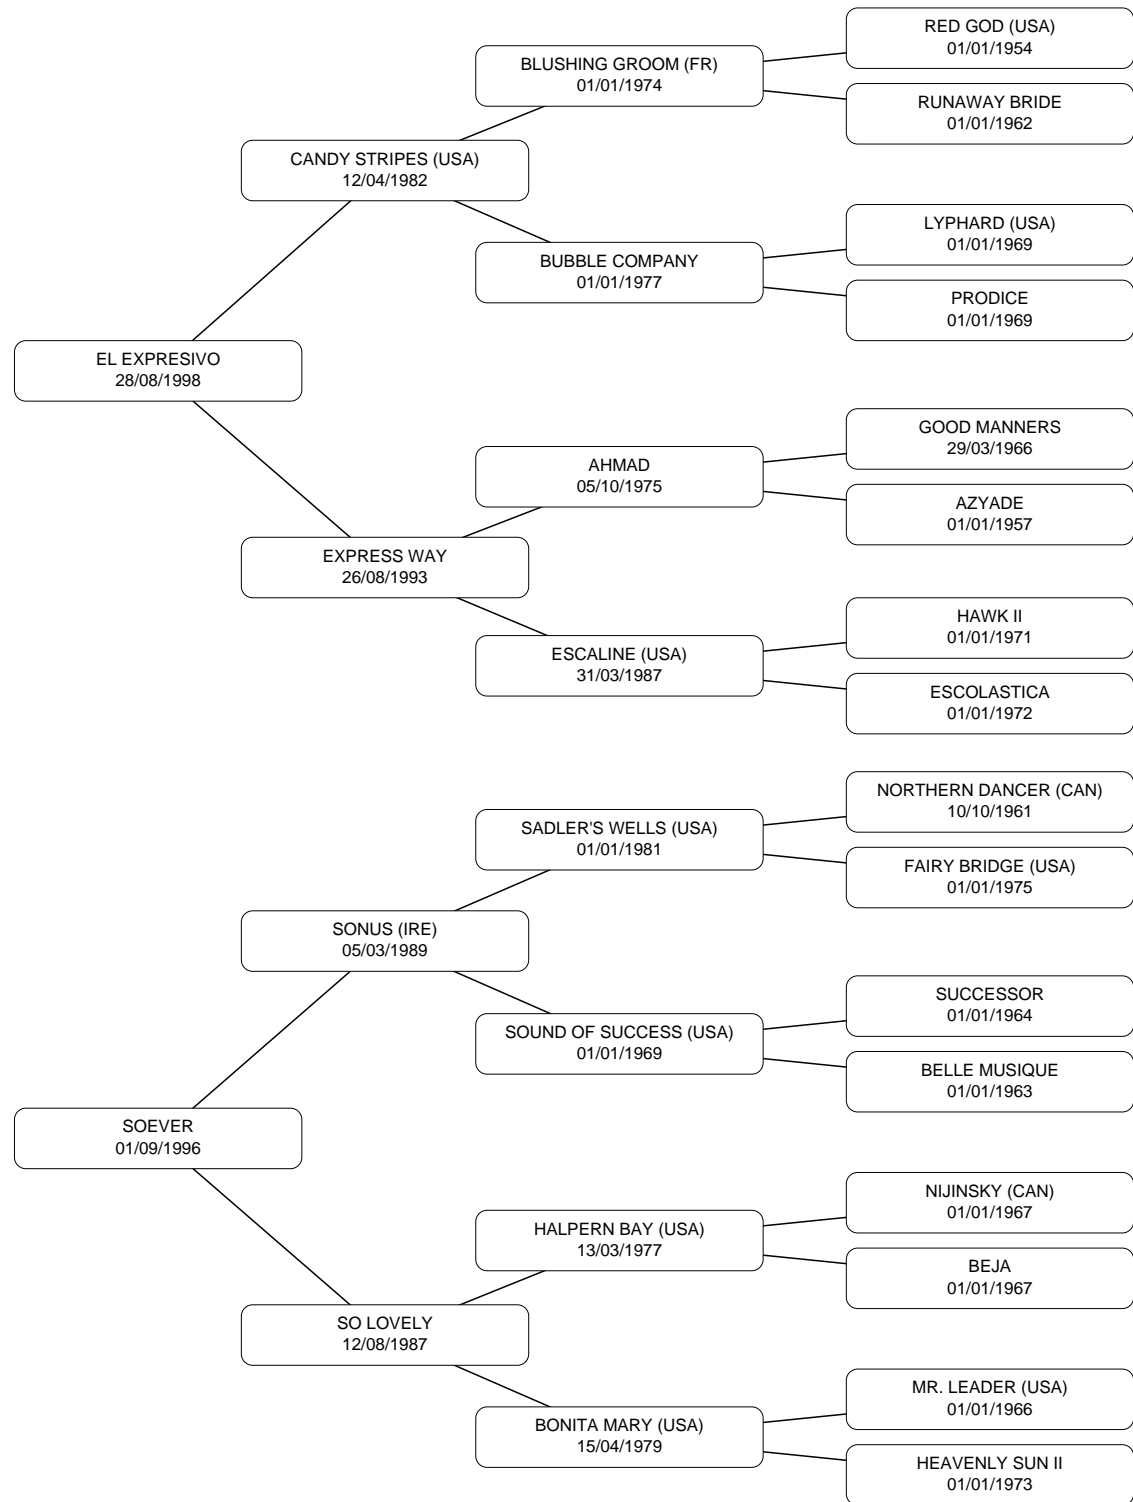 RED GOD (USA)
01/01/1954
BLUSHING GROOM (FR)
01/01/1974
RUNAWAY BRIDE
01/01/1962
CANDY STRIPES (USA)
12/04/1982
LYPHARD (USA)
01/01/1969
BUBBLE COMPANY
01/01/1977
PRODICE
01/01/1969
EL EXPRESIVO
28/08/1998
GOOD MANNERS
29/03/1966
AHMAD
05/10/1975
AZYADE
01/01/1957
EXPRESS WAY
26/08/1993
HAWK II
01/01/1971
ESCALINE (USA)
31/03/1987
ESCOLASTICA
01/01/1972
NORTHERN DANCER (CAN)
10/10/1961
SADLER'S WELLS (USA)
01/01/1981
FAIRY BRIDGE (USA)
01/01/1975
SONUS (IRE)
05/03/1989
SUCCESSOR
01/01/1964
SOUND OF SUCCESS (USA)
01/01/1969
BELLE MUSIQUE
01/01/1963
SOEVER
01/09/1996
NIJINSKY (CAN)
01/01/1967
HALPERN BAY (USA)
13/03/1977
BEJA
01/01/1967
SO LOVELY
12/08/1987
MR. LEADER (USA)
01/01/1966
BONITA MARY (USA)
15/04/1979
HEAVENLY SUN II
01/01/1973